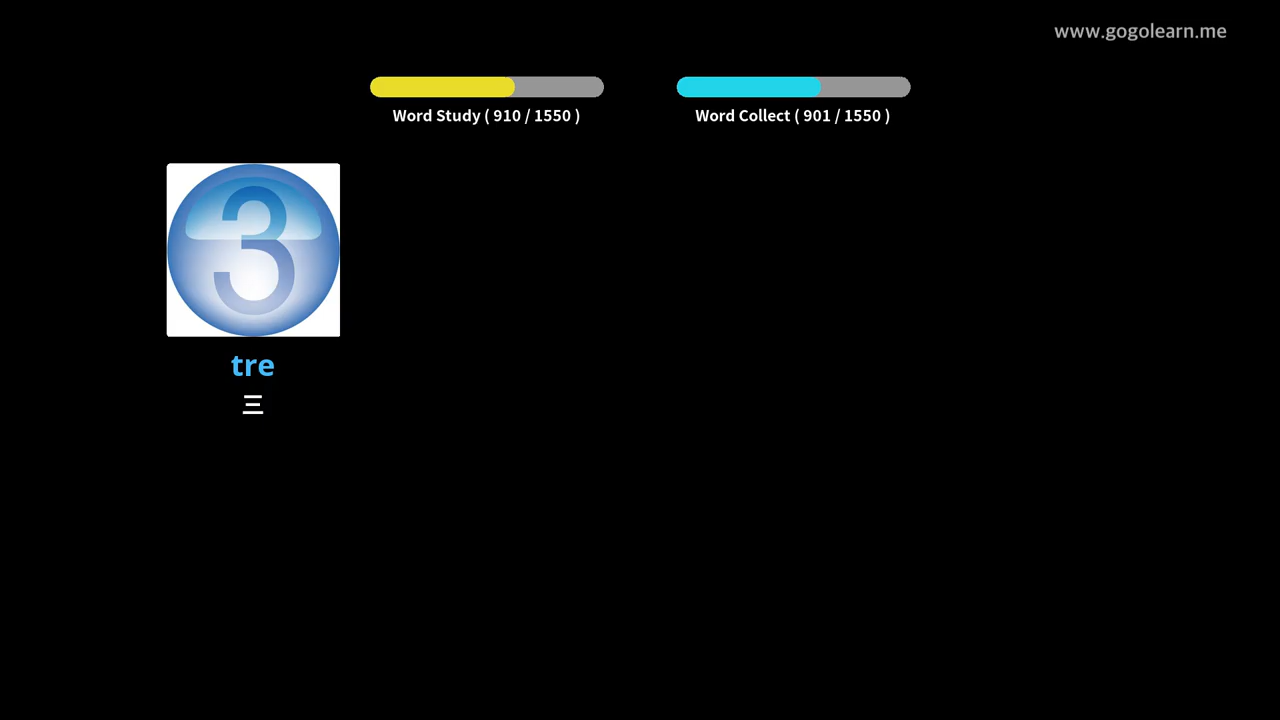 www.gogolearn.me
Word Study ( 910 / 1550 )
Word Collect ( 901 / 1550 )
3
tre
三